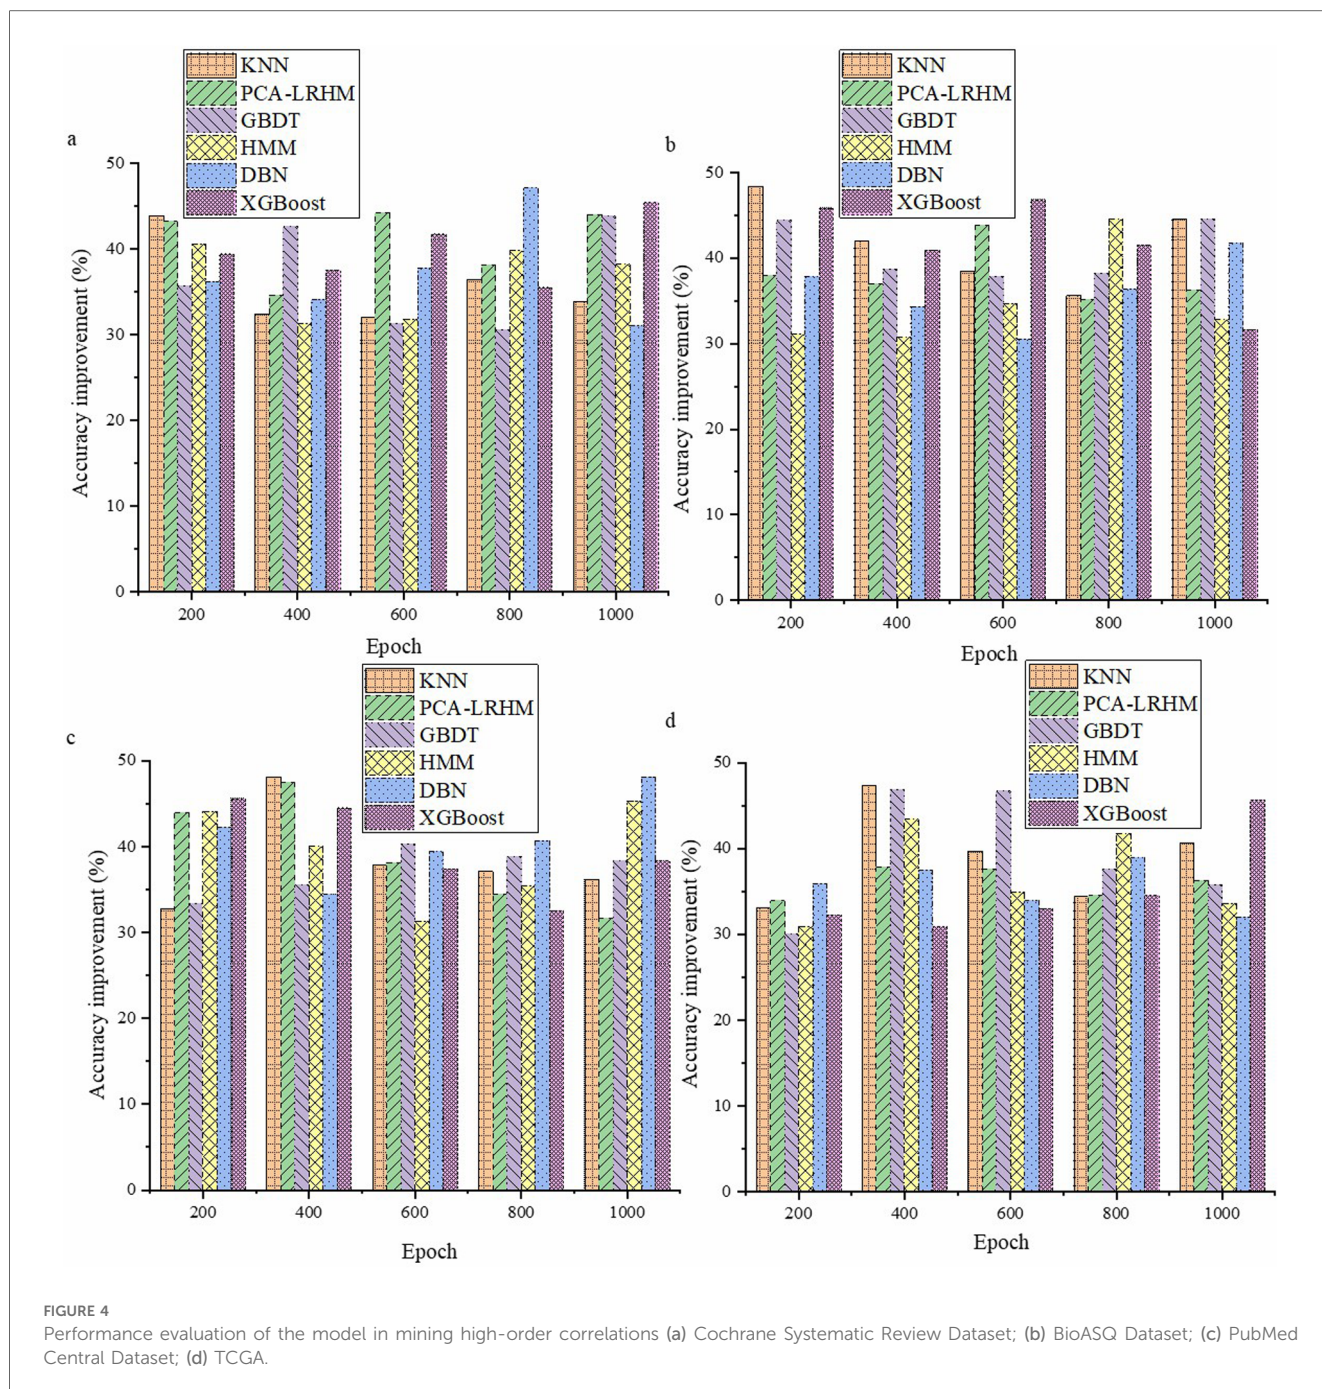 KNN
PCA-LRHM
GBDT
HMM
DBN
XGBoost
a
50
40
30
20
10
0
Accuracy improvement (%)
200 400 600 800 1000
Epoch
KNN
PCA-LRHM
GBDT
HMM
DBN
XGBoost
b
50
40
30
20
10
0
Accuracy improvement (%)
200 400 600 800 1000
Epoch
KNN
PCA-LRHM
GBDT
HMM
DBN
XGBoost
c
50
40
30
20
10
0
Accuracy improvement (%)
200 400 600 800 1000
Epoch
KNN
PCA-LRHM
GBDT
HMM
DBN
XGBoost
d
50
40
30
20
10
0
Accuracy improvement (%)
200 400 600 800 1000
Epoch
FIGURE 4
Performance evaluation of the model in mining high-order correlations (a) Cochrane Systematic Review Dataset; (b) BioASQ Dataset; (c) PubMed
Central Dataset; (d) TCGA.